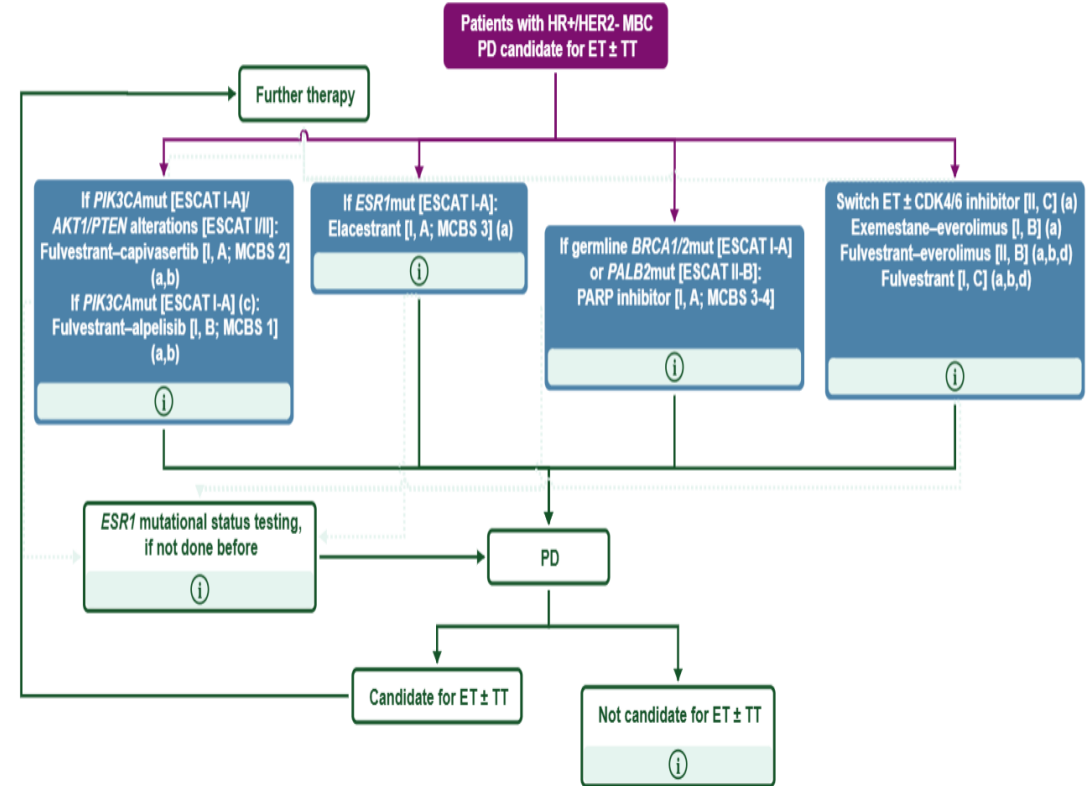 Patients with HR+/HER2- MBC
PD candidate for ET ± TT
Further therapy
If PIK3CAmut [ESCAT I-A]/
AKT1/PTEN alterations [ESCAT I/II]:
Fulvestrant–capivasertib [I, A; MCBS 2]
(a,b)
If PIK3CAmut [ESCAT I-A] (c):
Fulvestrant–alpelisib [I, B; MCBS 1]
(a,b)
i
If ESR1mut [ESCAT I-A]:
Elacestrant [I, A; MCBS 3] (a)
i
If germline BRCA1/2mut [ESCAT I-A]
or PALB2mut [ESCAT II-B]:
PARP inhibitor [I, A; MCBS 3-4]
i
Switch ET ± CDK4/6 inhibitor [II, C] (a)
Exemestane–everolimus [I, B] (a)
Fulvestrant–everolimus [II, B] (a,b,d)
Fulvestrant [I, C] (a,b,d)
i
ESR1 mutational status testing,
if not done before
i
PD
Candidate for ET ± TT
Not candidate for ET ± TT
i